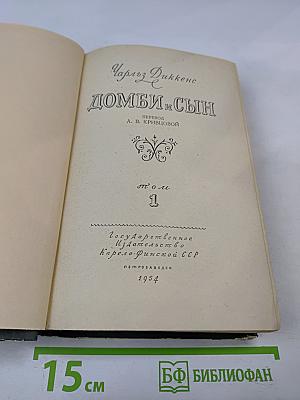 Чарльз Диккенс
ДОМБИ и СЫН
ПЕРЕВОД
А. В. КРИВЦОВОЙ
том
1
Государственное
Издательство
Карело-Финской ССР
ПЕТРОЗАВОДСК
1954
15 см
БФ БИБЛИОФАН